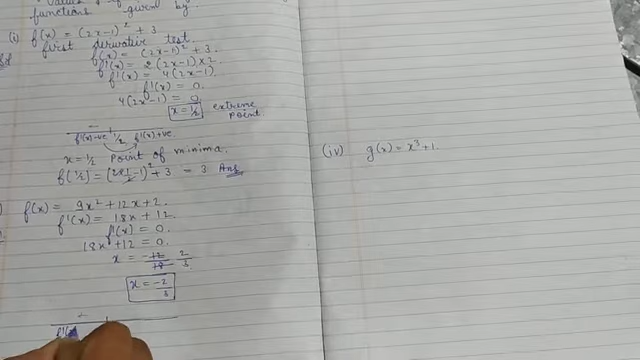 values of
functions given by
(i) f(x) = (2x-1)² + 3
first derivative test
f(x) = (2x-1)² + 3.
f'(x) = 2(2x-1)×2.
f'(x) = 4(2x-1)
f'(x) = 0.
4(2x-1) = 0
x = 1/2 extreme point.
f'(x) -ve 1/2 f'(x) +ve
x = 1/2 Point of minima.
f(1/2) = (2×1/2-1)² + 3 = 3 Ans
f(x) = 9x² + 12x + 2.
f'(x) = 18x + 12.
f'(x) = 0.
18x + 12 = 0.
x = -12/18 2/3
x = -2/3
(iv) g(x) = x³ + 1.